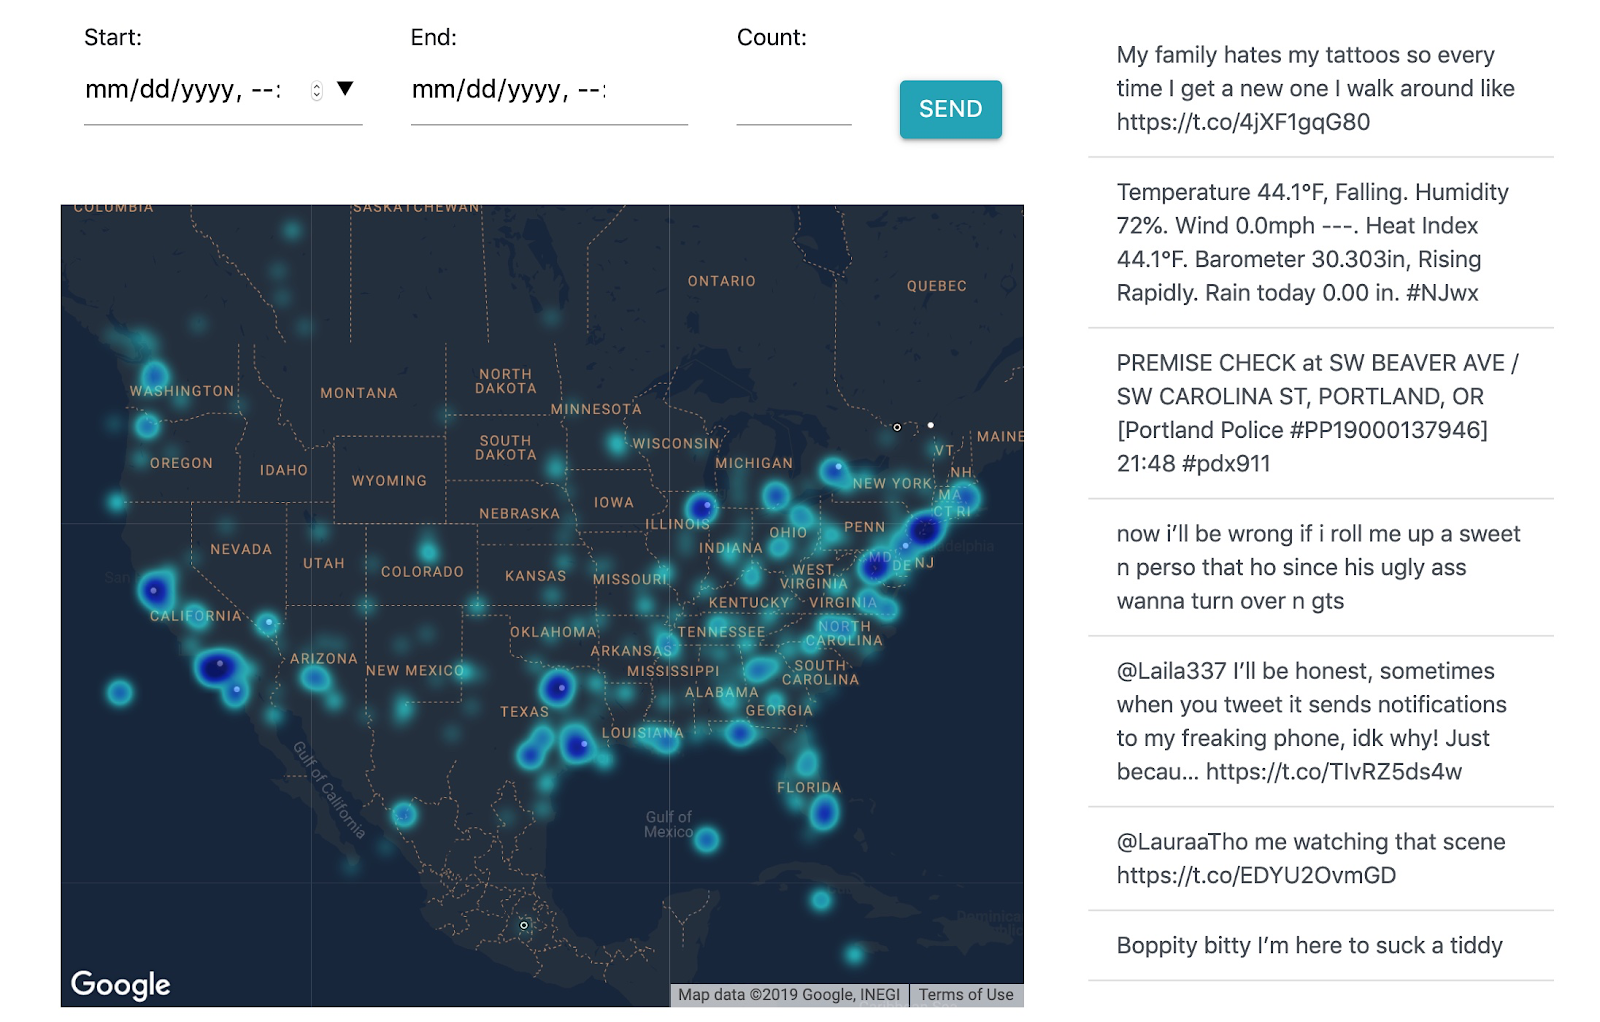 Start:
End:
Count:
mm/dd/yyyy, --:
mm/dd/yyyy, --:
SEND
COLUMBIA
SASKATCHEWAN
ONTARIO
QUEBEC
WASHINGTON
MONTANA
NORTH
DAKOTA
MINNESOTA
SOUTH
DAKOTA
WISCONSIN
MAINE
VT
OREGON
IDAHO
MICHIGAN
NH
WYOMING
NEW YORK
MA
CT RI
IOWA
NEBRASKA
ILLINOIS
OHIO
PENN
NEVADA
INDIANA
MD
DE
NJ
UTAH
COLORADO
KANSAS
MISSOURI
WEST
VIRGINIA
San
KENTUCKY
VIRGINIA
CALIFORNIA
OKLAHOMA
TENNESSEE
NORTH
CAROLINA
ARKANSAS
ARIZONA
NEW MEXICO
MISSISSIPPI
SOUTH
CAROLINA
ALABAMA
TEXAS
GEORGIA
LOUISIANA
Gulf of California
FLORIDA
Gulf of
Mexico
Google
Map data ©2019 Google, INEGI
Terms of Use
My family hates my tattoos so every
time I get a new one I walk around like
https://t.co/4jXF1gqG80
Temperature 44.1°F, Falling. Humidity
72%. Wind 0.0mph ---. Heat Index
44.1°F. Barometer 30.303in, Rising
Rapidly. Rain today 0.00 in. #NJwx
PREMISE CHECK at SW BEAVER AVE /
SW CAROLINA ST, PORTLAND, OR
[Portland Police #PP19000137946]
21:48 #pdx911
now i’ll be wrong if i roll me up a sweet
n perso that ho since his ugly ass
wanna turn over n gts
@Laila337 I’ll be honest, sometimes
when you tweet it sends notifications
to my freaking phone, idk why! Just
becau... https://t.co/TIvRZ5ds4w
@LauraaTho me watching that scene
https://t.co/EDYU2OvmGD
Boppity bitty I’m here to suck a tiddy